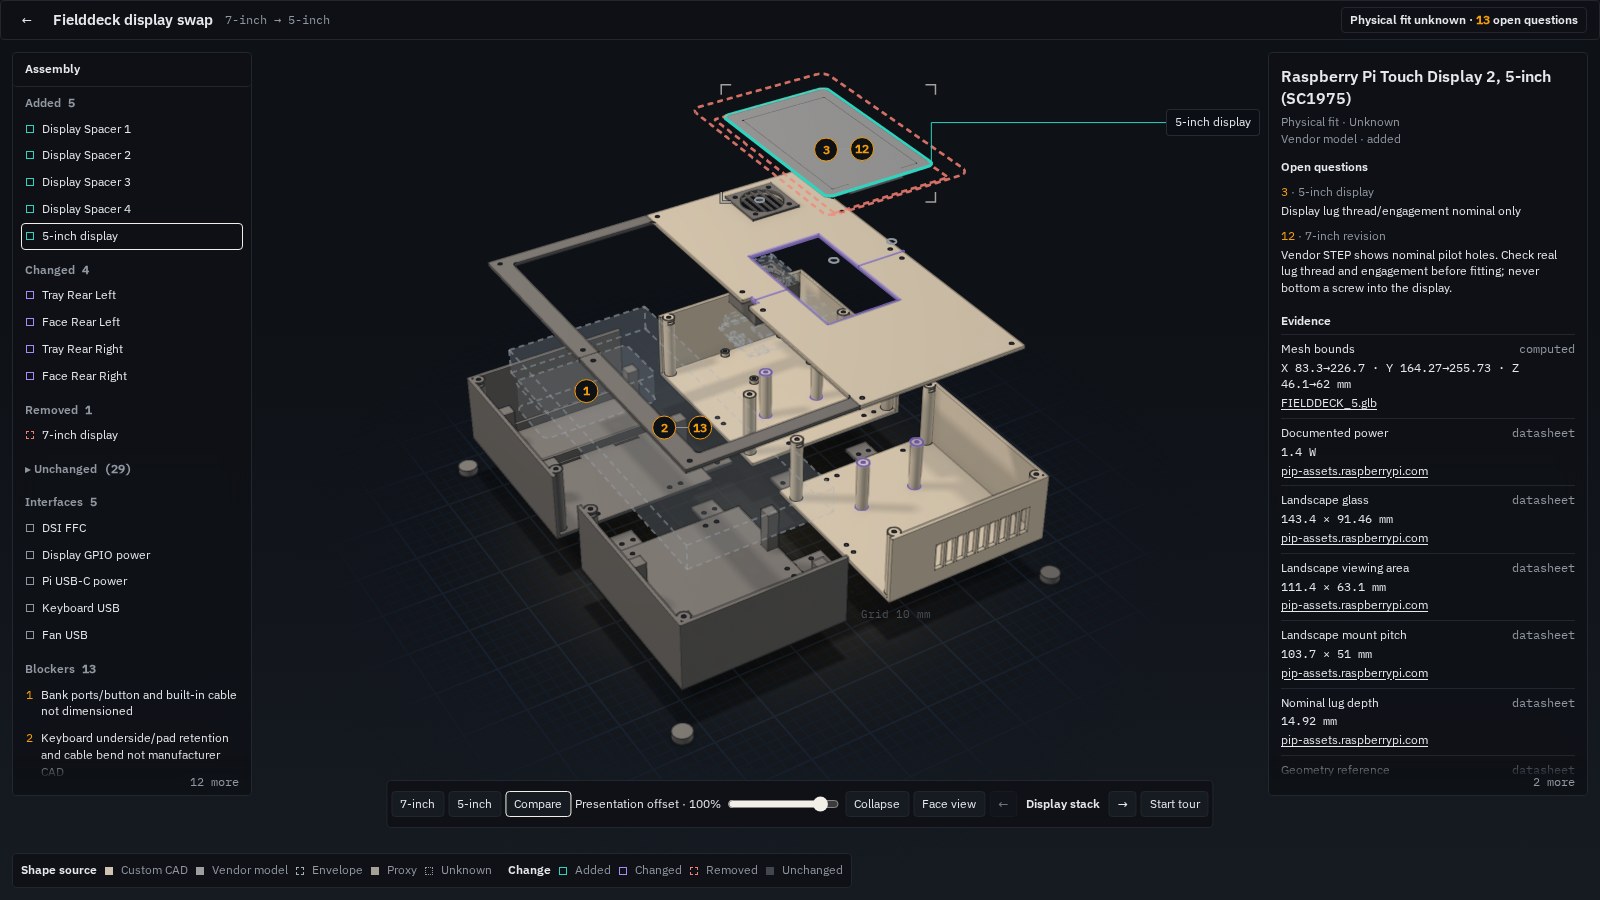 ← Fielddeck display swap 7-inch → 5-inch
Physical fit unknown · 13 open questions
Assembly
Added 5
Display Spacer 1
Display Spacer 2
Display Spacer 3
Display Spacer 4
5-inch display
Changed 4
Tray Rear Left
Face Rear Left
Tray Rear Right
Face Rear Right
Removed 1
7-inch display
▸ Unchanged (29)
Interfaces 5
DSI FFC
Display GPIO power
Pi USB-C power
Keyboard USB
Fan USB
Blockers 13
1 Bank ports/button and built-in cable
not dimensioned
2 Keyboard underside/pad retention
and cable bend not manufacturer
CAD
12 more
3 12
5-inch display
1
2 13
Grid 10 mm
Raspberry Pi Touch Display 2, 5-inch
(SC1975)
Physical fit · Unknown
Vendor model · added
Open questions
3 · 5-inch display
Display lug thread/engagement nominal only
12 · 7-inch revision
Vendor STEP shows nominal pilot holes. Check real
lug thread and engagement before fitting; never
bottom a screw into the display.
Evidence
Mesh bounds computed
X 83.3→226.7 · Y 164.27→255.73 · Z
46.1→62 mm
FIELDDECK_5.glb
Documented power datasheet
1.4 W
pip-assets.raspberrypi.com
Landscape glass datasheet
143.4 × 91.46 mm
pip-assets.raspberrypi.com
Landscape viewing area datasheet
111.4 × 63.1 mm
pip-assets.raspberrypi.com
Landscape mount pitch datasheet
103.7 × 51 mm
pip-assets.raspberrypi.com
Nominal lug depth datasheet
14.92 mm
pip-assets.raspberrypi.com
Geometry reference datasheet
2 more
7-inch 5-inch Compare Presentation offset · 100% Collapse Face view ← Display stack → Start tour
Shape source Custom CAD Vendor model Envelope Proxy Unknown Change Added Changed Removed Unchanged